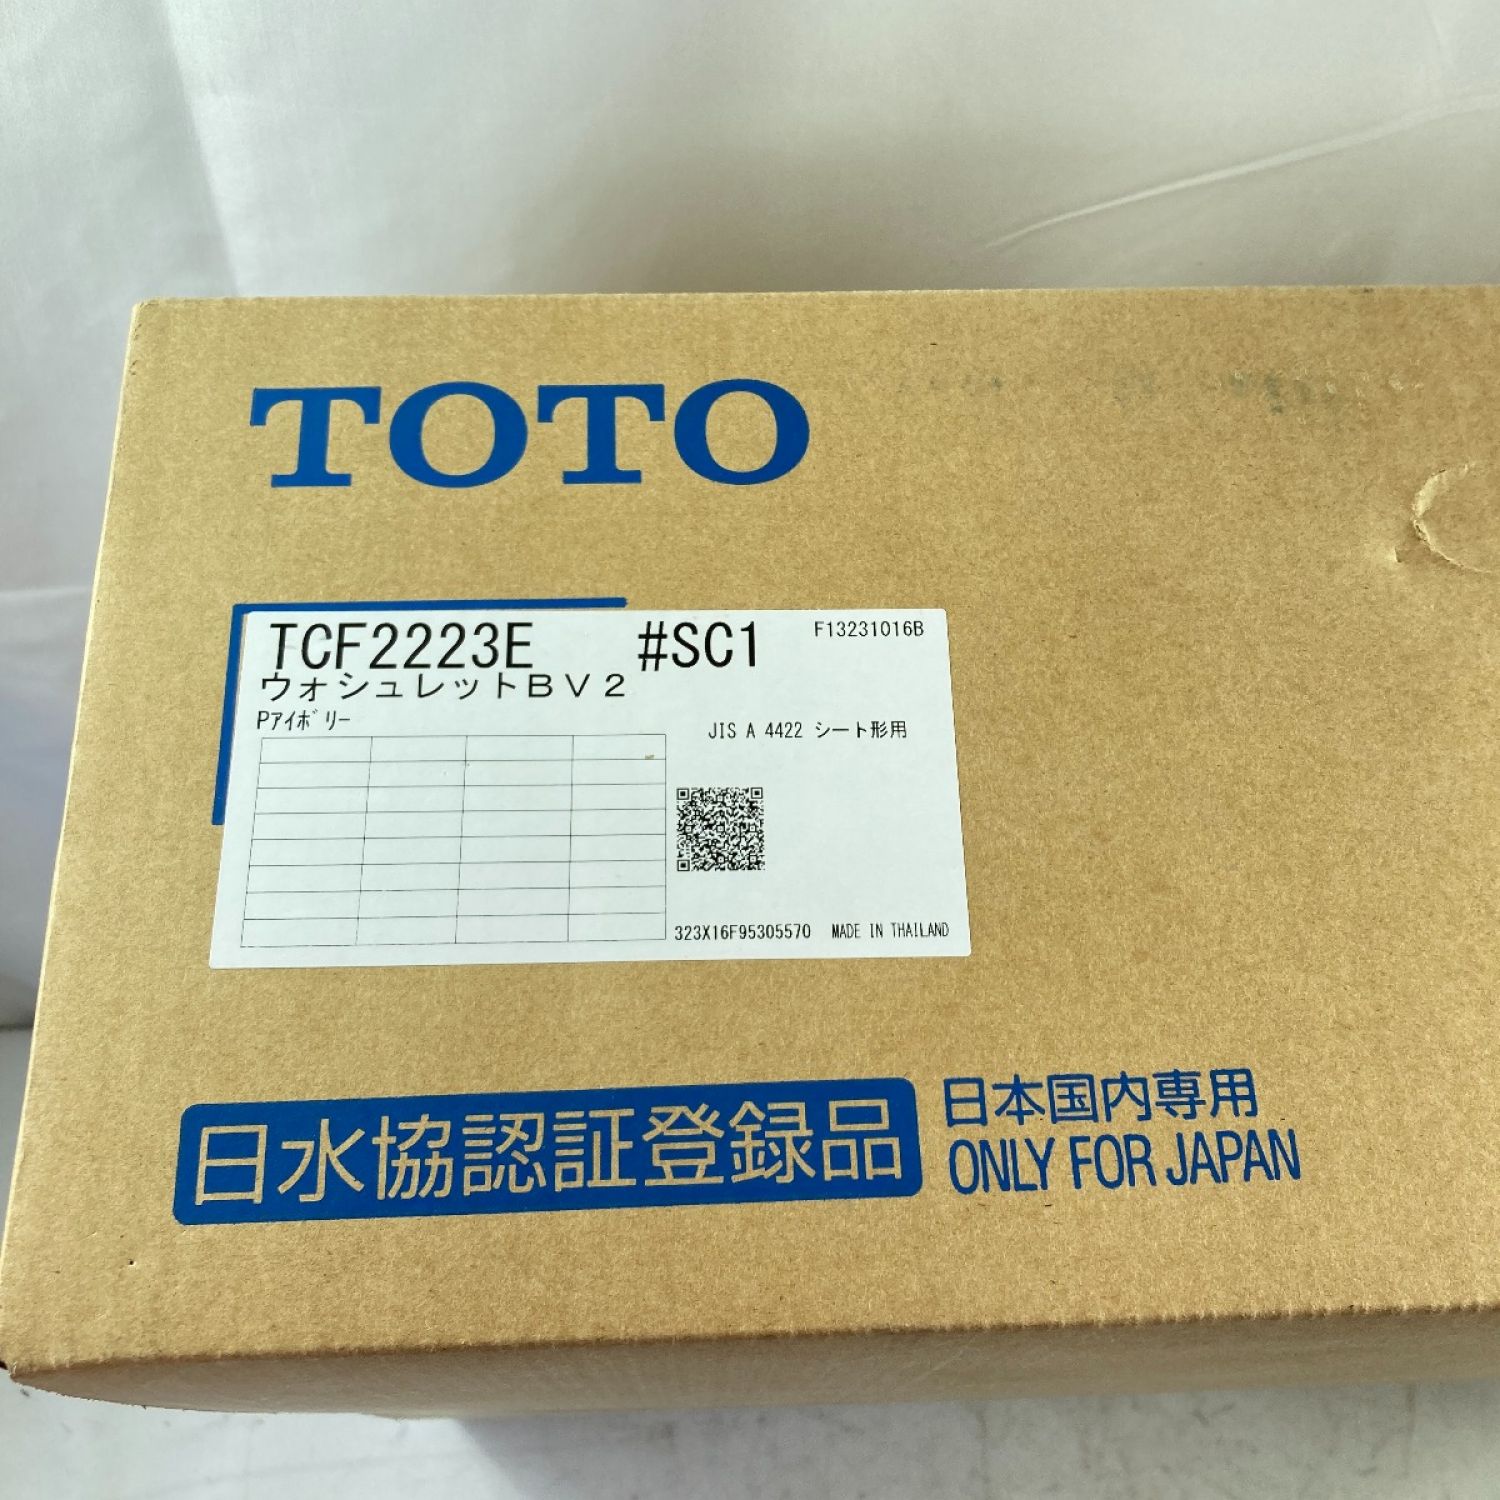 TOTO
TCF2223E #SC1 F13231016B
ウォシュレットＢＶ２
Pｱｲﾎﾞﾘｰ
JIS A 4422 シート形用
323X16F95305570 MADE IN THAILAND
日水協認証登録品
日本国内専用
ONLY FOR JAPAN